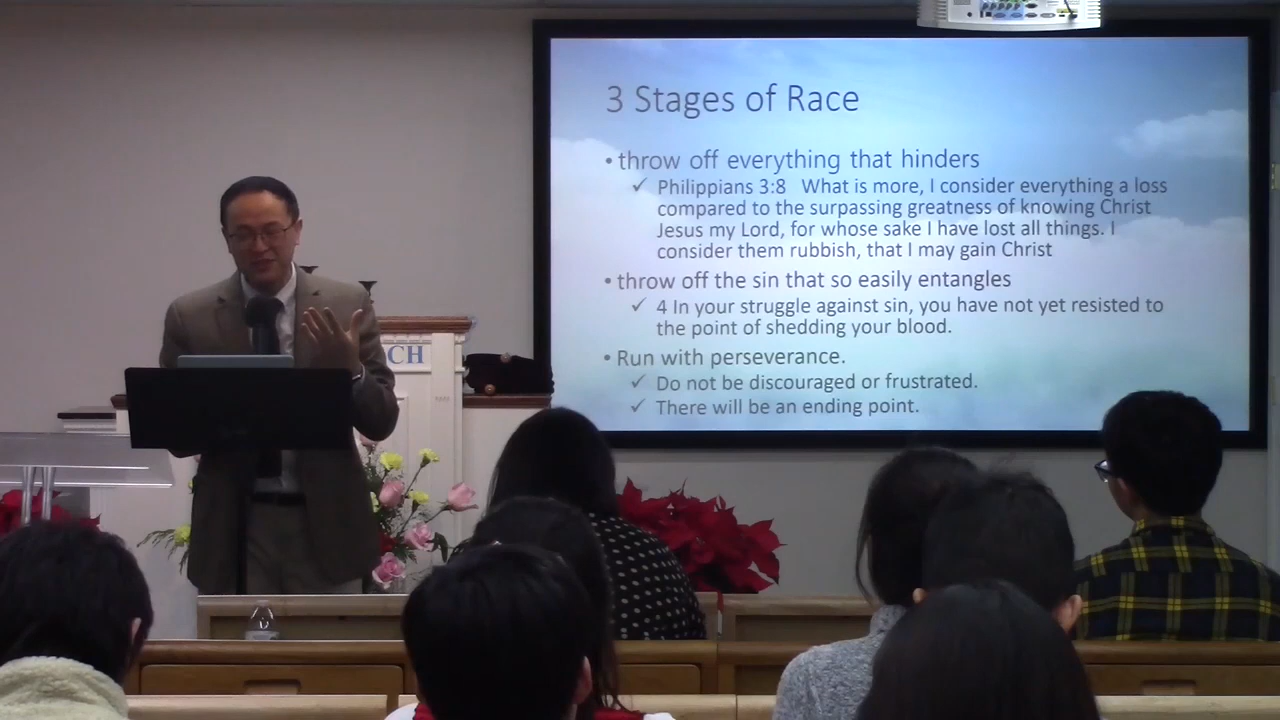 3 Stages of Race
• throw off everything that hinders
✓ Philippians 3:8 What is more, I consider everything a loss
compared to the surpassing greatness of knowing Christ
Jesus my Lord, for whose sake I have lost all things. I
consider them rubbish, that I may gain Christ
• throw off the sin that so easily entangles
✓ 4 In your struggle against sin, you have not yet resisted to
the point of shedding your blood.
• Run with perseverance.
✓ Do not be discouraged or frustrated.
✓ There will be an ending point.
CH